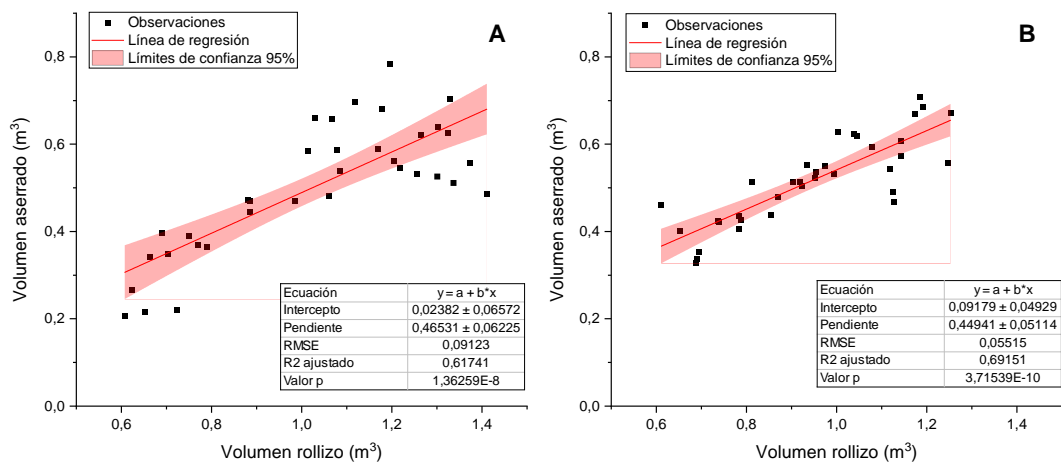 Observaciones
Línea de regresión
Límites de confianza 95%
A
Volumen aserrado (m³)
0,8
0,6
0,4
0,2
0,0
Ecuación y = a + b*x
Intercepto 0,02382 ± 0,06572
Pendiente 0,46531 ± 0,06225
RMSE 0,09123
R2 ajustado 0,61741
Valor p 1,36259E-8
0,6 0,8 1,0 1,2 1,4
Volumen rollizo (m³)
Observaciones
Línea de regresión
Límites de confianza 95%
B
Volumen aserrado (m³)
0,8
0,6
0,4
0,2
0,0
Ecuación y = a + b*x
Intercepto 0,09179 ± 0,04929
Pendiente 0,44941 ± 0,05114
RMSE 0,05515
R2 ajustado 0,69151
Valor p 3,71539E-10
0,6 0,8 1,0 1,2 1,4
Volumen rollizo (m³)